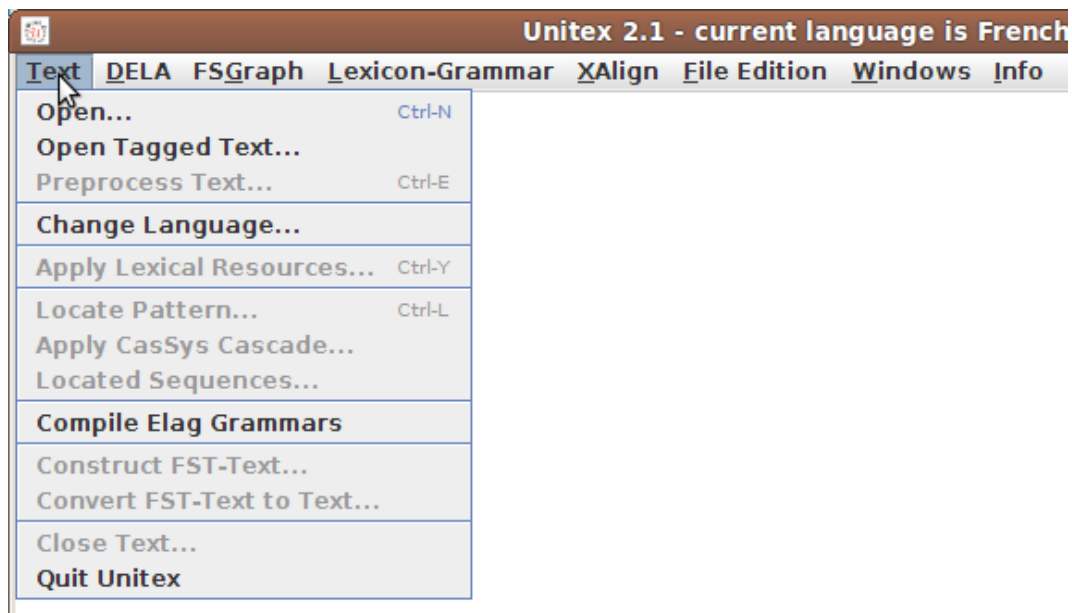 Unitex 2.1 - current language is French
Text DELA FSGraph Lexicon-Grammar XAlign File Edition Windows Info
Open... Ctrl-N
Open Tagged Text...
Preprocess Text... Ctrl-E
Change Language...
Apply Lexical Resources... Ctrl-Y
Locate Pattern... Ctrl-L
Apply CasSys Cascade...
Located Sequences...
Compile Elag Grammars
Construct FST-Text...
Convert FST-Text to Text...
Close Text...
Quit Unitex